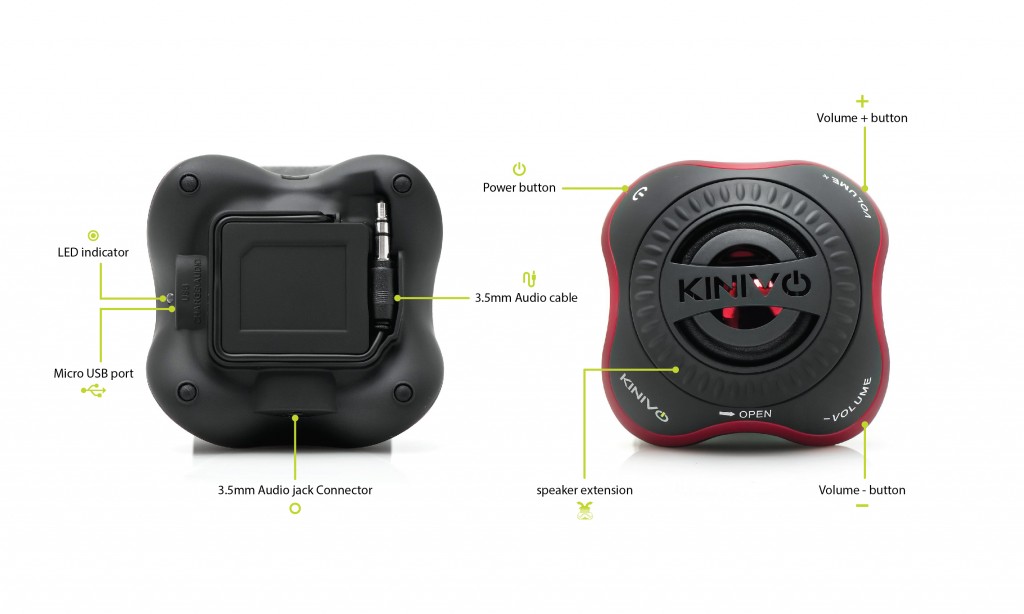 Volume + button
Power button
VOLUME +
LED indicator
KINIVO
3.5mm Audio cable
Micro USB port
KINIVO
OPEN
-VOLUME
3.5mm Audio jack Connector
speaker extension
Volume - button